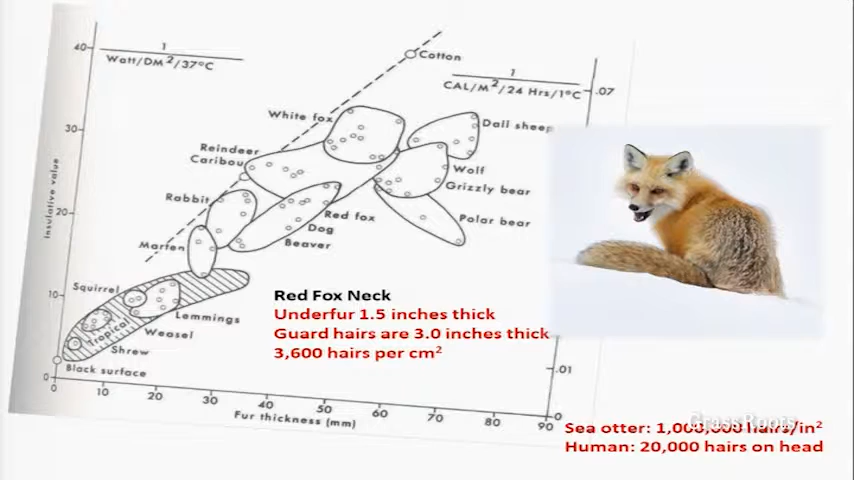 40
1
Watt/DM2/37°C
Cotton
1
CAL/M2/24 Hrs/1°C
.07
White fox
Dall sheep
30
Reindeer
Caribou
Wolf
Grizzly bear
Insulative value
Rabbit
20
Red fox
Dog
Beaver
Polar bear
Marten
Squirrel
10
Lemmings
Tropical
Weasel
Shrew
Black surface
0
0
10
20
30
40
50
60
70
80
90
.01
0
Fur thickness (mm)
Red Fox Neck
Underfur 1.5 inches thick
Guard hairs are 3.0 inches thick
3,600 hairs per cm2
GrassRoots
Sea otter: 1,000,000 hairs/in2
Human: 20,000 hairs on head